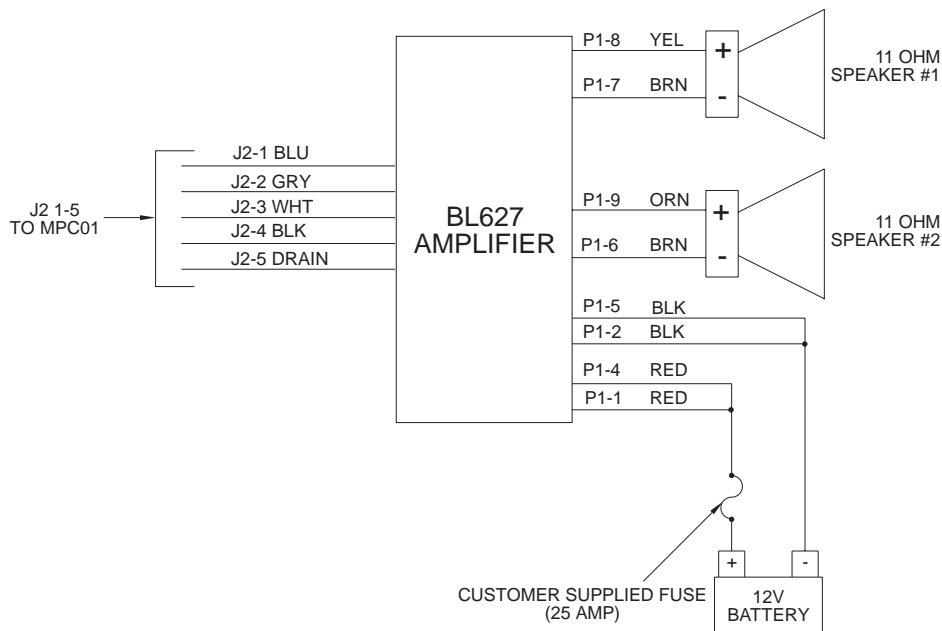 P1-8 YEL
+
11 OHM
SPEAKER #1
P1-7 BRN
-
J2-1 BLU
J2-2 GRY
J2-3 WHT
J2-4 BLK
J2-5 DRAIN
J2 1-5
TO MPC01
BL627
AMPLIFIER
P1-9 ORN
+
11 OHM
SPEAKER #2
P1-6 BRN
-
P1-5 BLK
P1-2 BLK
P1-4 RED
P1-1 RED
+ -
CUSTOMER SUPPLIED FUSE
(25 AMP)
12V
BATTERY